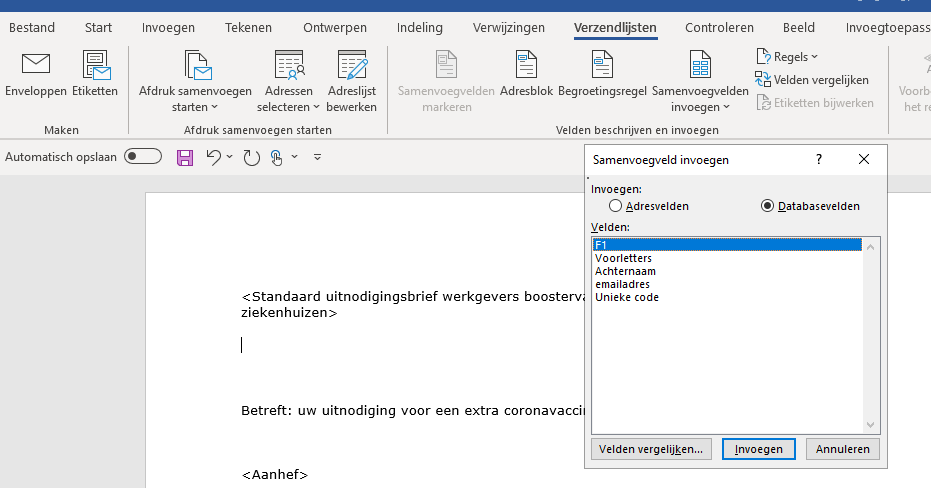 Bestand Start Invoegen Tekenen Ontwerpen Indeling Verwijzingen Verzendlijsten Controleren Beeld Invoegtoepass
Enveloppen Etiketten Afdruk samenvoegen starten Adressen selecteren Adreslijst bewerken Samenvoegvelden markeren Adresblok Begroetingsregel Samenvoegvelden invoegen Regels
Velden vergelijken
Etiketten bijwerken
Voorbe
het re
Maken Afdruk samenvoegen starten Velden beschrijven en invoegen
Automatisch opslaan
Samenvoegveld invoegen ?
Invoegen:
Adresvelden Databasevelden
Velden:
F1
Voorletters
Achternaam
emailadres
Unieke code
Velden vergelijken... Invoegen Annuleren
<Standaard uitnodigingsbrief werkgevers boosterva
ziekenhuizen>
Betreft: uw uitnodiging voor een extra coronavaccin
<Aanhef>